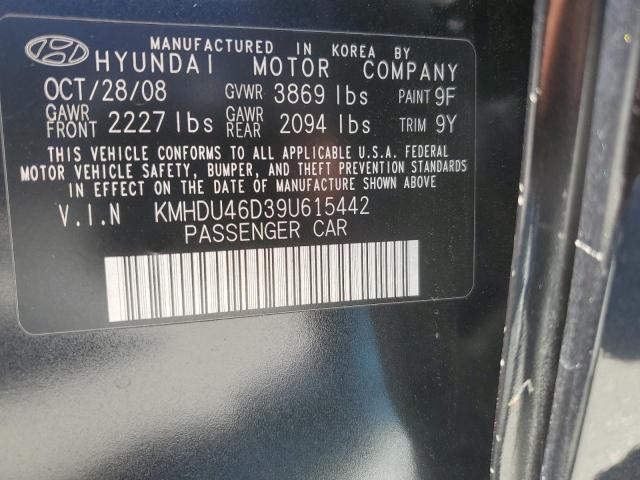 MANUFACTURED IN KOREA BY
HYUNDAI MOTOR COMPANY
OCT/28/08 GVWR 3869 lbs PAINT 9F
GAWR FRONT 2227 lbs GAWR REAR 2094 lbs TRIM 9Y
THIS VEHICLE CONFORMS TO ALL APPLICABLE U.S.A. FEDERAL
MOTOR VEHICLE SAFETY, BUMPER, AND THEFT PREVENTION STANDARDS
IN EFFECT ON THE DATE OF MANUFACTURE SHOWN ABOVE.
V.I.N KMHDU46D39U615442
PASSENGER CAR